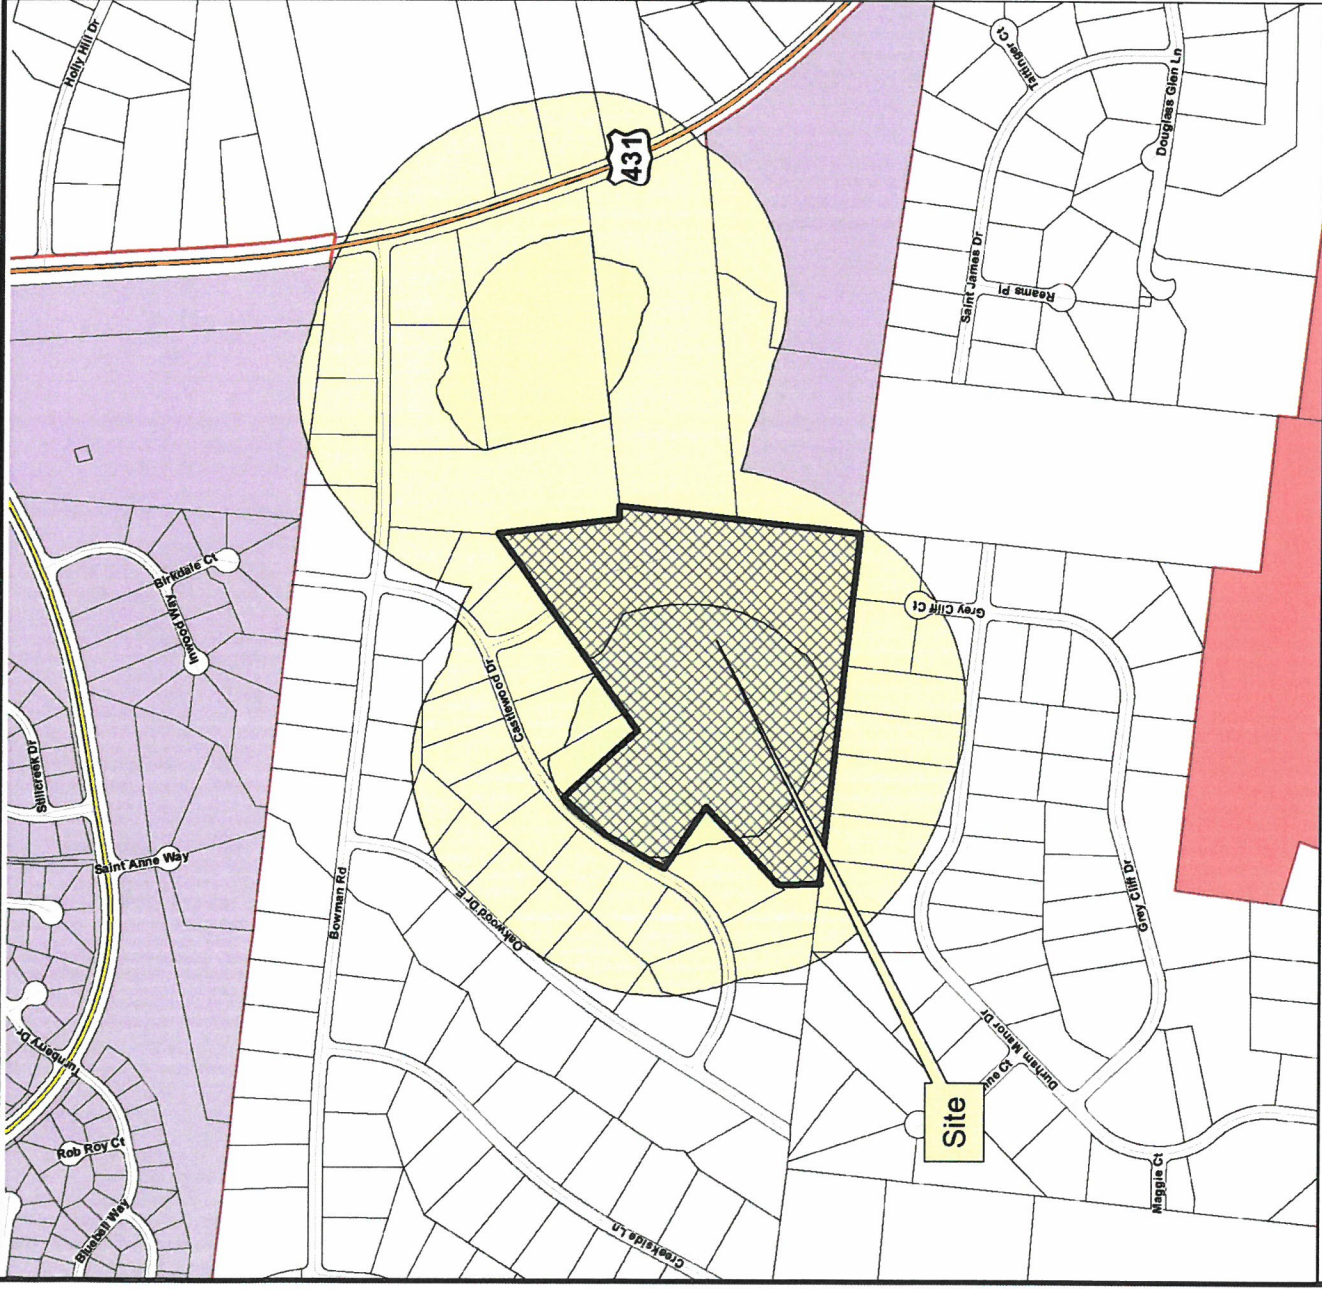 Holly Hill Dr
Tattinger Ct
Douglass Glen Ln
431
Saint James Dr
Reams Pl
Birkdale Ct
Inwood Way
Castlewood Dr
Grey Cliff Ct
Stillcreek Dr
Saint Anne Way
Bowman Rd
Oakwood Dr E
Grey Cliff Dr
Turnberry Dr
Durham Manor Dr
nne Ct
Site
Rob Roy Ct
Bluebell Way
Creekside Ln
Maggie Ct